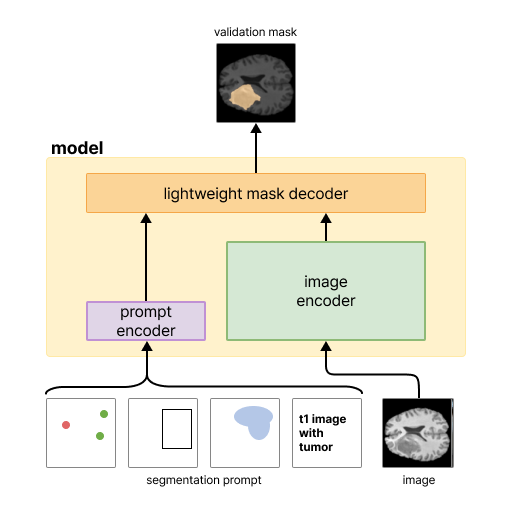 validation mask
model
lightweight mask decoder
image
encoder
prompt
encoder
t1 image
with
tumor
segmentation prompt
image